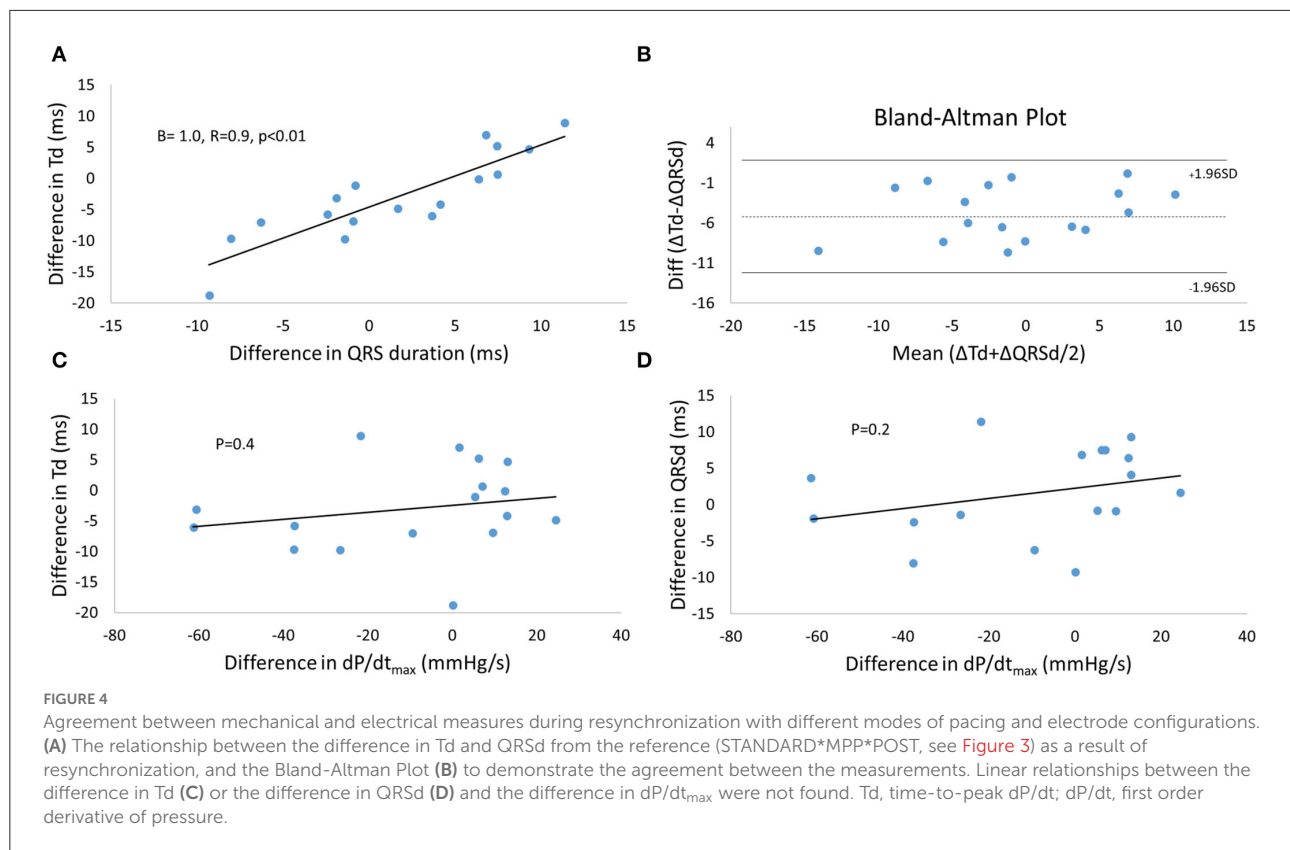 A
15
10
5
0
-5
-10
-15
-20
Difference in Td (ms)
B= 1.0, R=0.9, p<0.01
-15
-10
-5
0
5
10
15
Difference in QRS duration (ms)
B
Bland-Altman Plot
4
-1
-6
-11
-16
Diff (ΔTd-ΔQRSd)
+1.96SD
-1.96SD
-20
-15
-10
-5
0
5
10
15
Mean (ΔTd+ΔQRSd/2)
C
15
10
5
0
-5
-10
-15
-20
Difference in Td (ms)
P=0.4
-80
-60
-40
-20
0
20
40
Difference in dP/dtmax (mmHg/s)
D
15
10
5
0
-5
-10
-15
Difference in QRSd (ms)
P=0.2
-80
-60
-40
-20
0
20
40
Difference in dP/dtmax (mmHg/s)
FIGURE 4
Agreement between mechanical and electrical measures during resynchronization with different modes of pacing and electrode configurations.
(A) The relationship between the difference in Td and QRSd from the reference (STANDARD*MPP*POST, see Figure 3) as a result of
resynchronization, and the Bland-Altman Plot (B) to demonstrate the agreement between the measurements. Linear relationships between the
difference in Td (C) or the difference in QRSd (D) and the difference in dP/dtmax were not found. Td, time-to-peak dP/dt; dP/dt, first order
derivative of pressure.